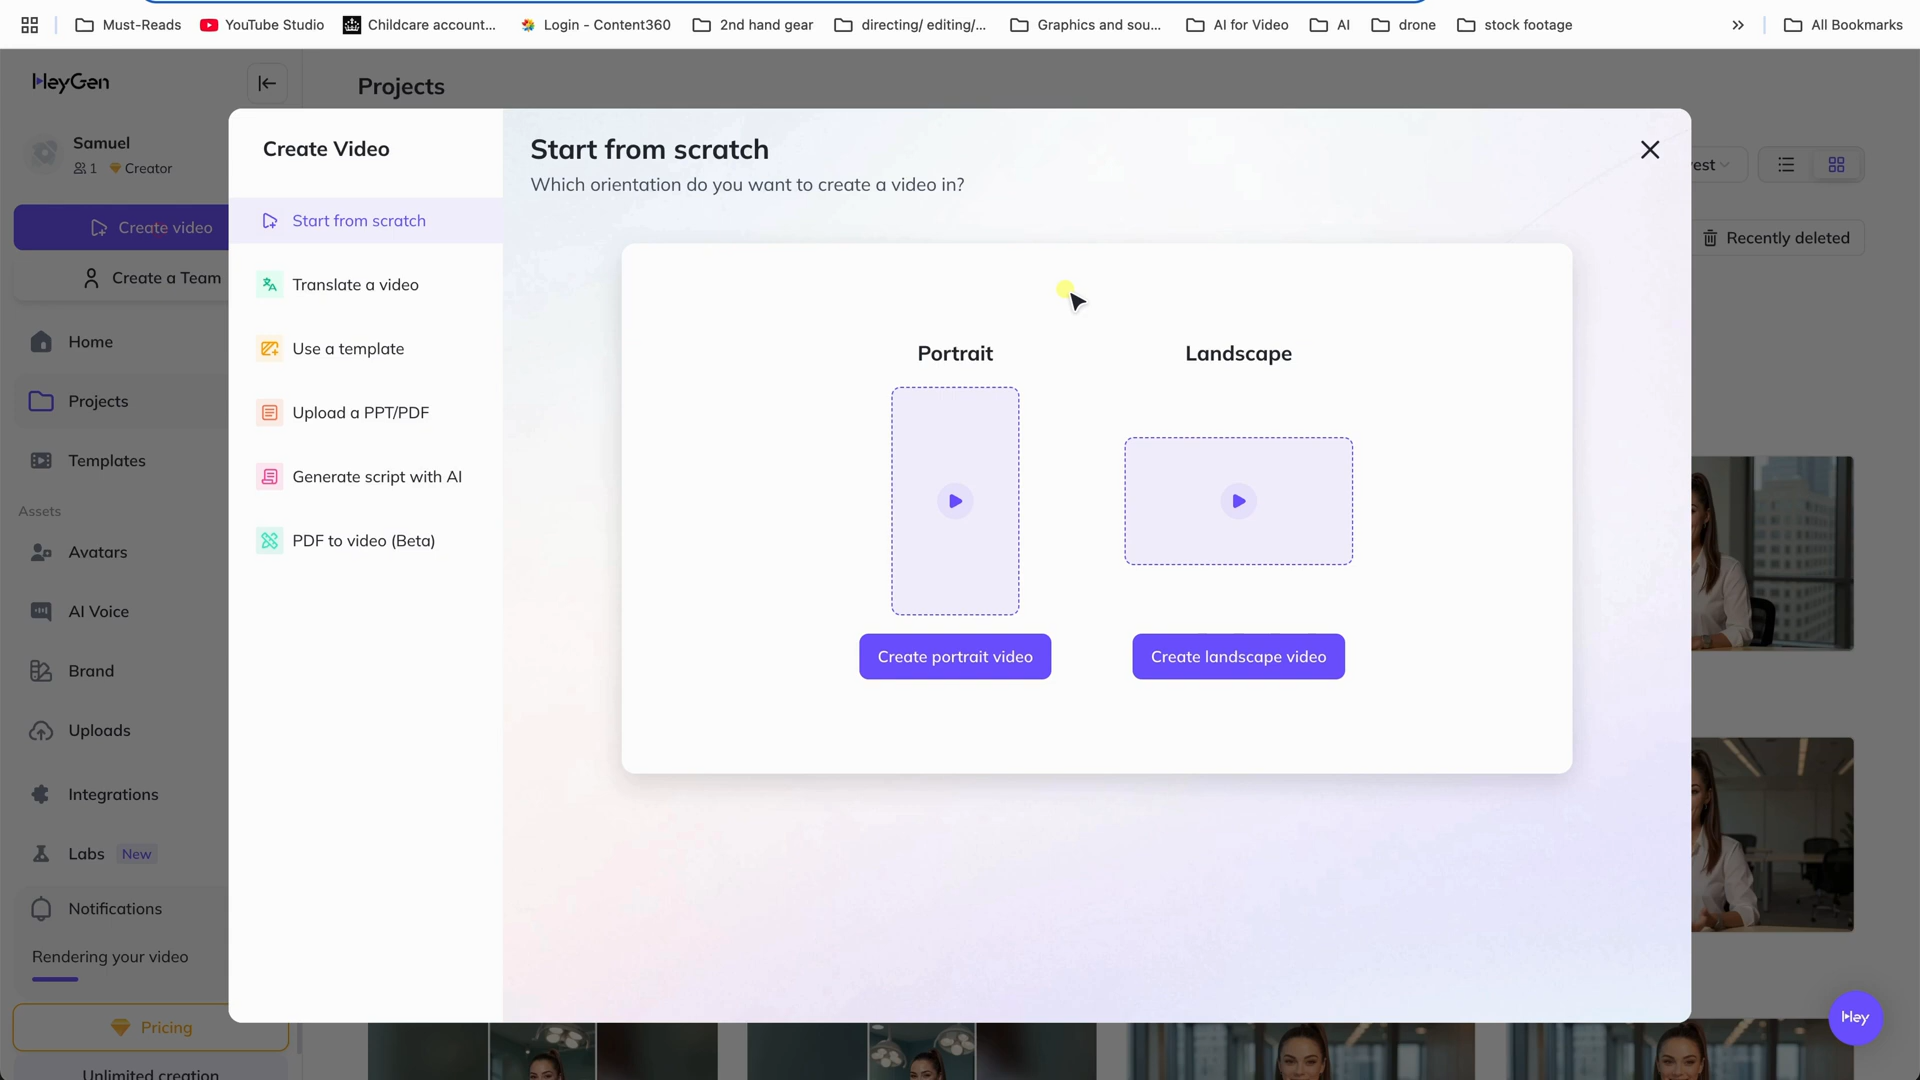 Must-Reads
YouTube Studio
Childcare account...
Login - Content360
2nd hand gear
directing/ editing/...
Graphics and sou...
AI for Video
AI
drone
stock footage
»
All Bookmarks
HeyGen
Samuel
1 Creator
Create video
Create a Team
Home
Projects
Templates
Assets
Avatars
AI Voice
Brand
Uploads
Integrations
Labs New
Notifications
Rendering your video
Pricing
Unlimited creation
Projects
Create Video
Start from scratch
Translate a video
Use a template
Upload a PPT/PDF
Generate script with AI
PDF to video (Beta)
Start from scratch
Which orientation do you want to create a video in?
Portrait
Landscape
Create portrait video
Create landscape video
Recently deleted
Hey